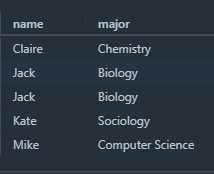 name major
Claire Chemistry
Jack Biology
Jack Biology
Kate Sociology
Mike Computer Science